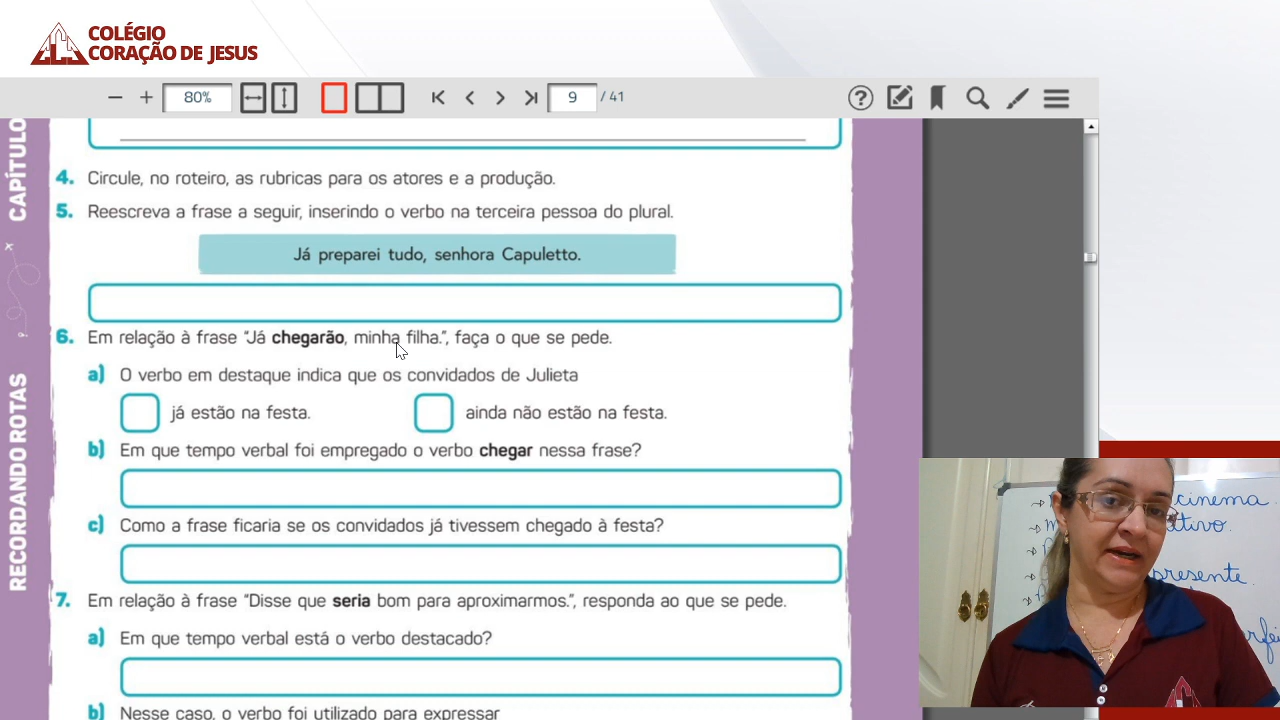 COLÉGIO
CORAÇÃO DE JESUS
80%
9 / 41
CAPÍTULO
RECORDANDO ROTAS
4. Circule, no roteiro, as rubricas para os atores e a produção.
5. Reescreva a frase a seguir, inserindo o verbo na terceira pessoa do plural.
Já preparei tudo, senhora Capuletto.
6. Em relação à frase “Já chegarão, minha filha.”, faça o que se pede.
a) O verbo em destaque indica que os convidados de Julieta
já estão na festa. ainda não estão na festa.
b) Em que tempo verbal foi empregado o verbo chegar nessa frase?
c) Como a frase ficaria se os convidados já tivessem chegado à festa?
7. Em relação à frase “Disse que seria bom para aproximarmos.”, responda ao que se pede.
a) Em que tempo verbal está o verbo destacado?
b) Nesse caso, o verbo foi utilizado para expressar
cinema
presente.